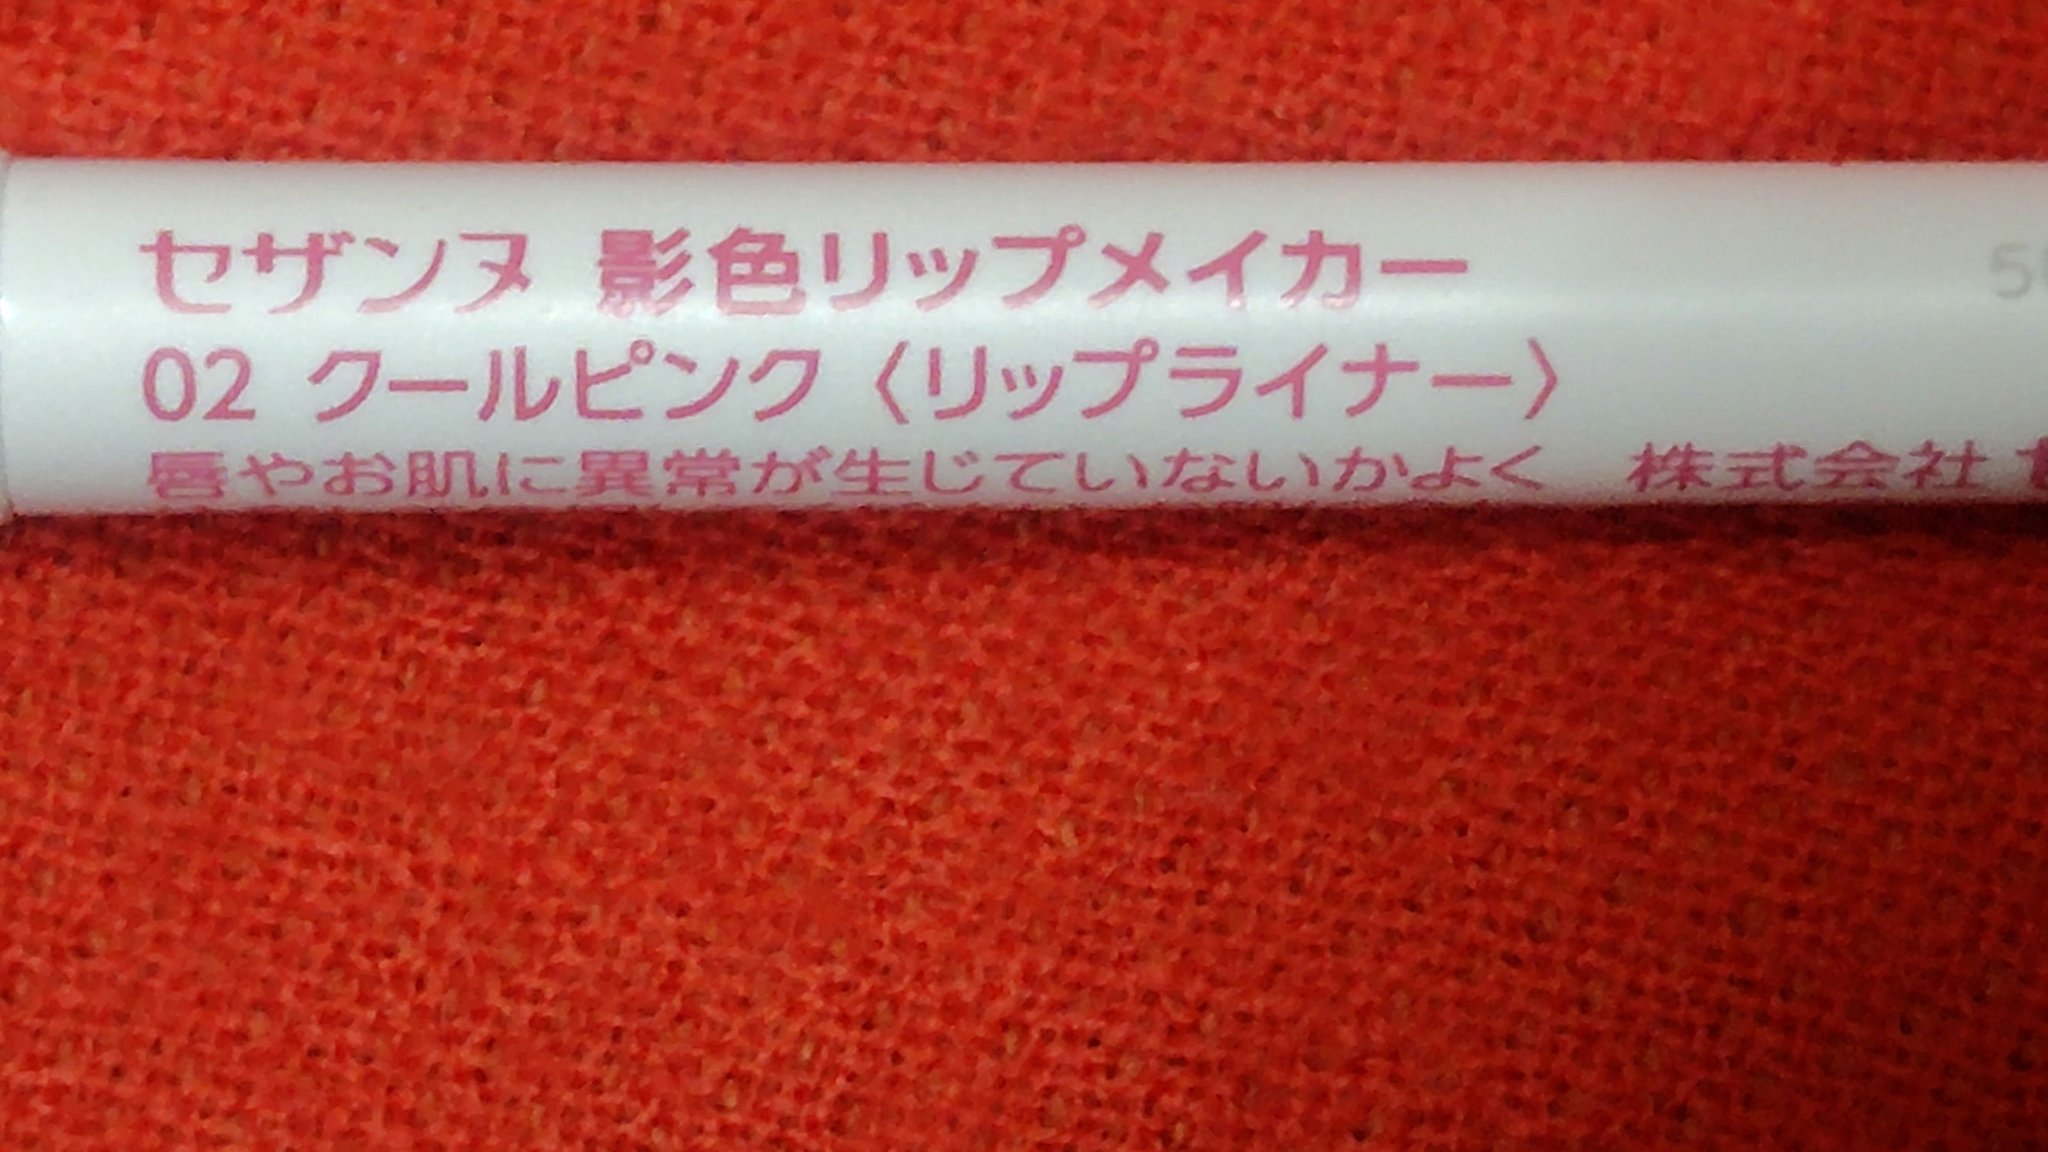 セザンヌ 影色リップメイカー
02 クールピンク〈リップライナー〉
唇やお肌に異常が生じていないかよく 株式会社